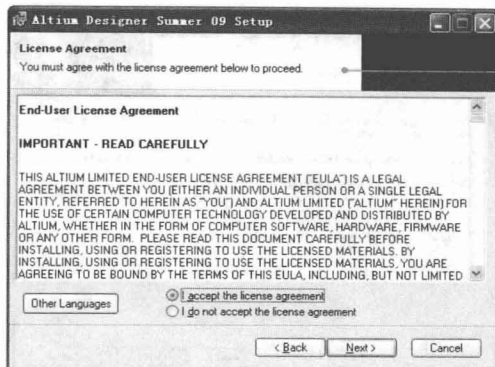 Altium Designer Summer 09 Setup
License Agreement
You must agree with the license agreement below to proceed.
End-User License Agreement
IMPORTANT - READ CAREFULLY
THIS ALTIUM LIMITED END-USER LICENSE AGREEMENT ("EULA") IS A LEGAL
AGREEMENT BETWEEN YOU (EITHER AN INDIVIDUAL PERSON OR A SINGLE LEGAL
ENTITY, REFERRED TO HEREIN AS "YOU") AND ALTIUM LIMITED ("ALTIUM" HEREIN) FOR
THE USE OF CERTAIN COMPUTER TECHNOLOGY DEVELOPED AND DISTRIBUTED BY
ALTIUM, WHETHER IN THE FORM OF COMPUTER SOFTWARE, HARDWARE, FIRMWARE
OR ANY OTHER FORM. PLEASE READ THIS DOCUMENT CAREFULLY BEFORE
INSTALLING, USING OR REGISTERING TO USE THE LICENSED MATERIALS. BY
INSTALLING, USING OR REGISTERING TO USE THE LICENSED MATERIALS, YOU ARE
AGREEING TO BE BOUND BY THE TERMS OF THIS EULA, INCLUDING, BUT NOT LIMITED
Other Languages
I accept the license agreement
I do not accept the license agreement
< Back
Next >
Cancel